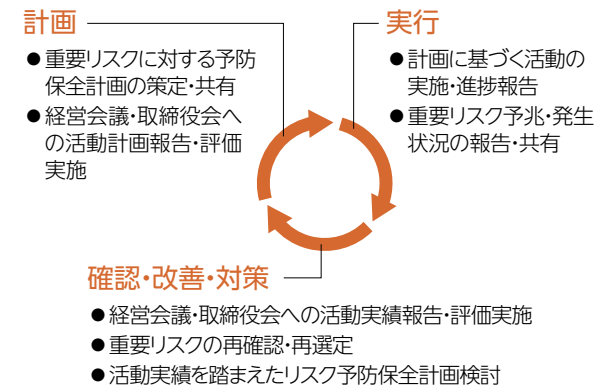 計画
●重要リスクに対する予防
保全計画の策定・共有
●経営会議・取締役会へ
の活動計画報告・評価
実施
実行
●計画に基づく活動の
実施・進捗報告
●重要リスク予兆・発生
状況の報告・共有
確認・改善・対策
●経営会議・取締役会への活動実績報告・評価実施
●重要リスクの再確認・再選定
●活動実績を踏まえたリスク予防保全計画検討